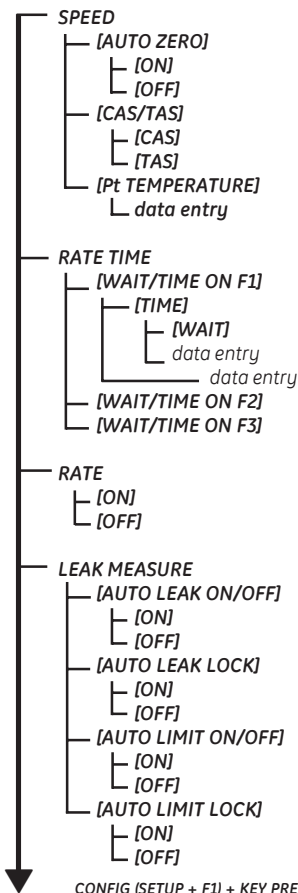 SPEED
[AUTO ZERO]
[ON]
[OFF]
[CAS/TAS]
[CAS]
[TAS]
[Pt TEMPERATURE]
data entry
RATE TIME
[WAIT/TIME ON F1]
[TIME]
[WAIT]
data entry
data entry
[WAIT/TIME ON F2]
[WAIT/TIME ON F3]
RATE
[ON]
[OFF]
LEAK MEASURE
[AUTO LEAK ON/OFF]
[ON]
[OFF]
[AUTO LEAK LOCK]
[ON]
[OFF]
[AUTO LIMIT ON/OFF]
[ON]
[OFF]
[AUTO LIMIT LOCK]
[ON]
[OFF]
CONFIG (SETUP + F1) + KEY PRE